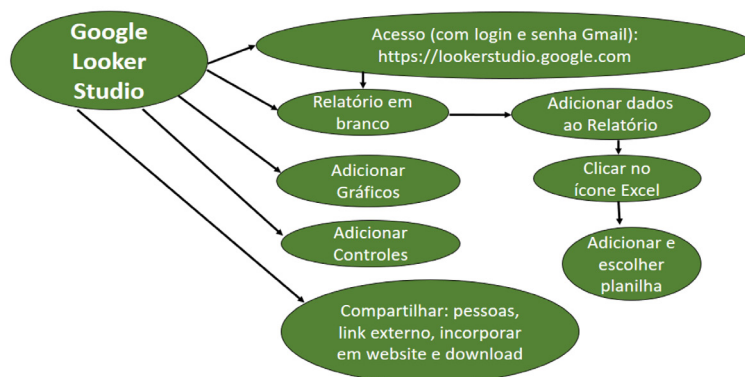 Google
Looker
Studio
Acesso (com login e senha Gmail):
https://lookerstudio.google.com
Relatório em
branco
Adicionar dados
ao Relatório
Clicar no
ícone Excel
Adicionar e
escolher
planilha
Adicionar
Gráficos
Adicionar
Controles
Compartilhar: pessoas,
link externo, incorporar
em website e download